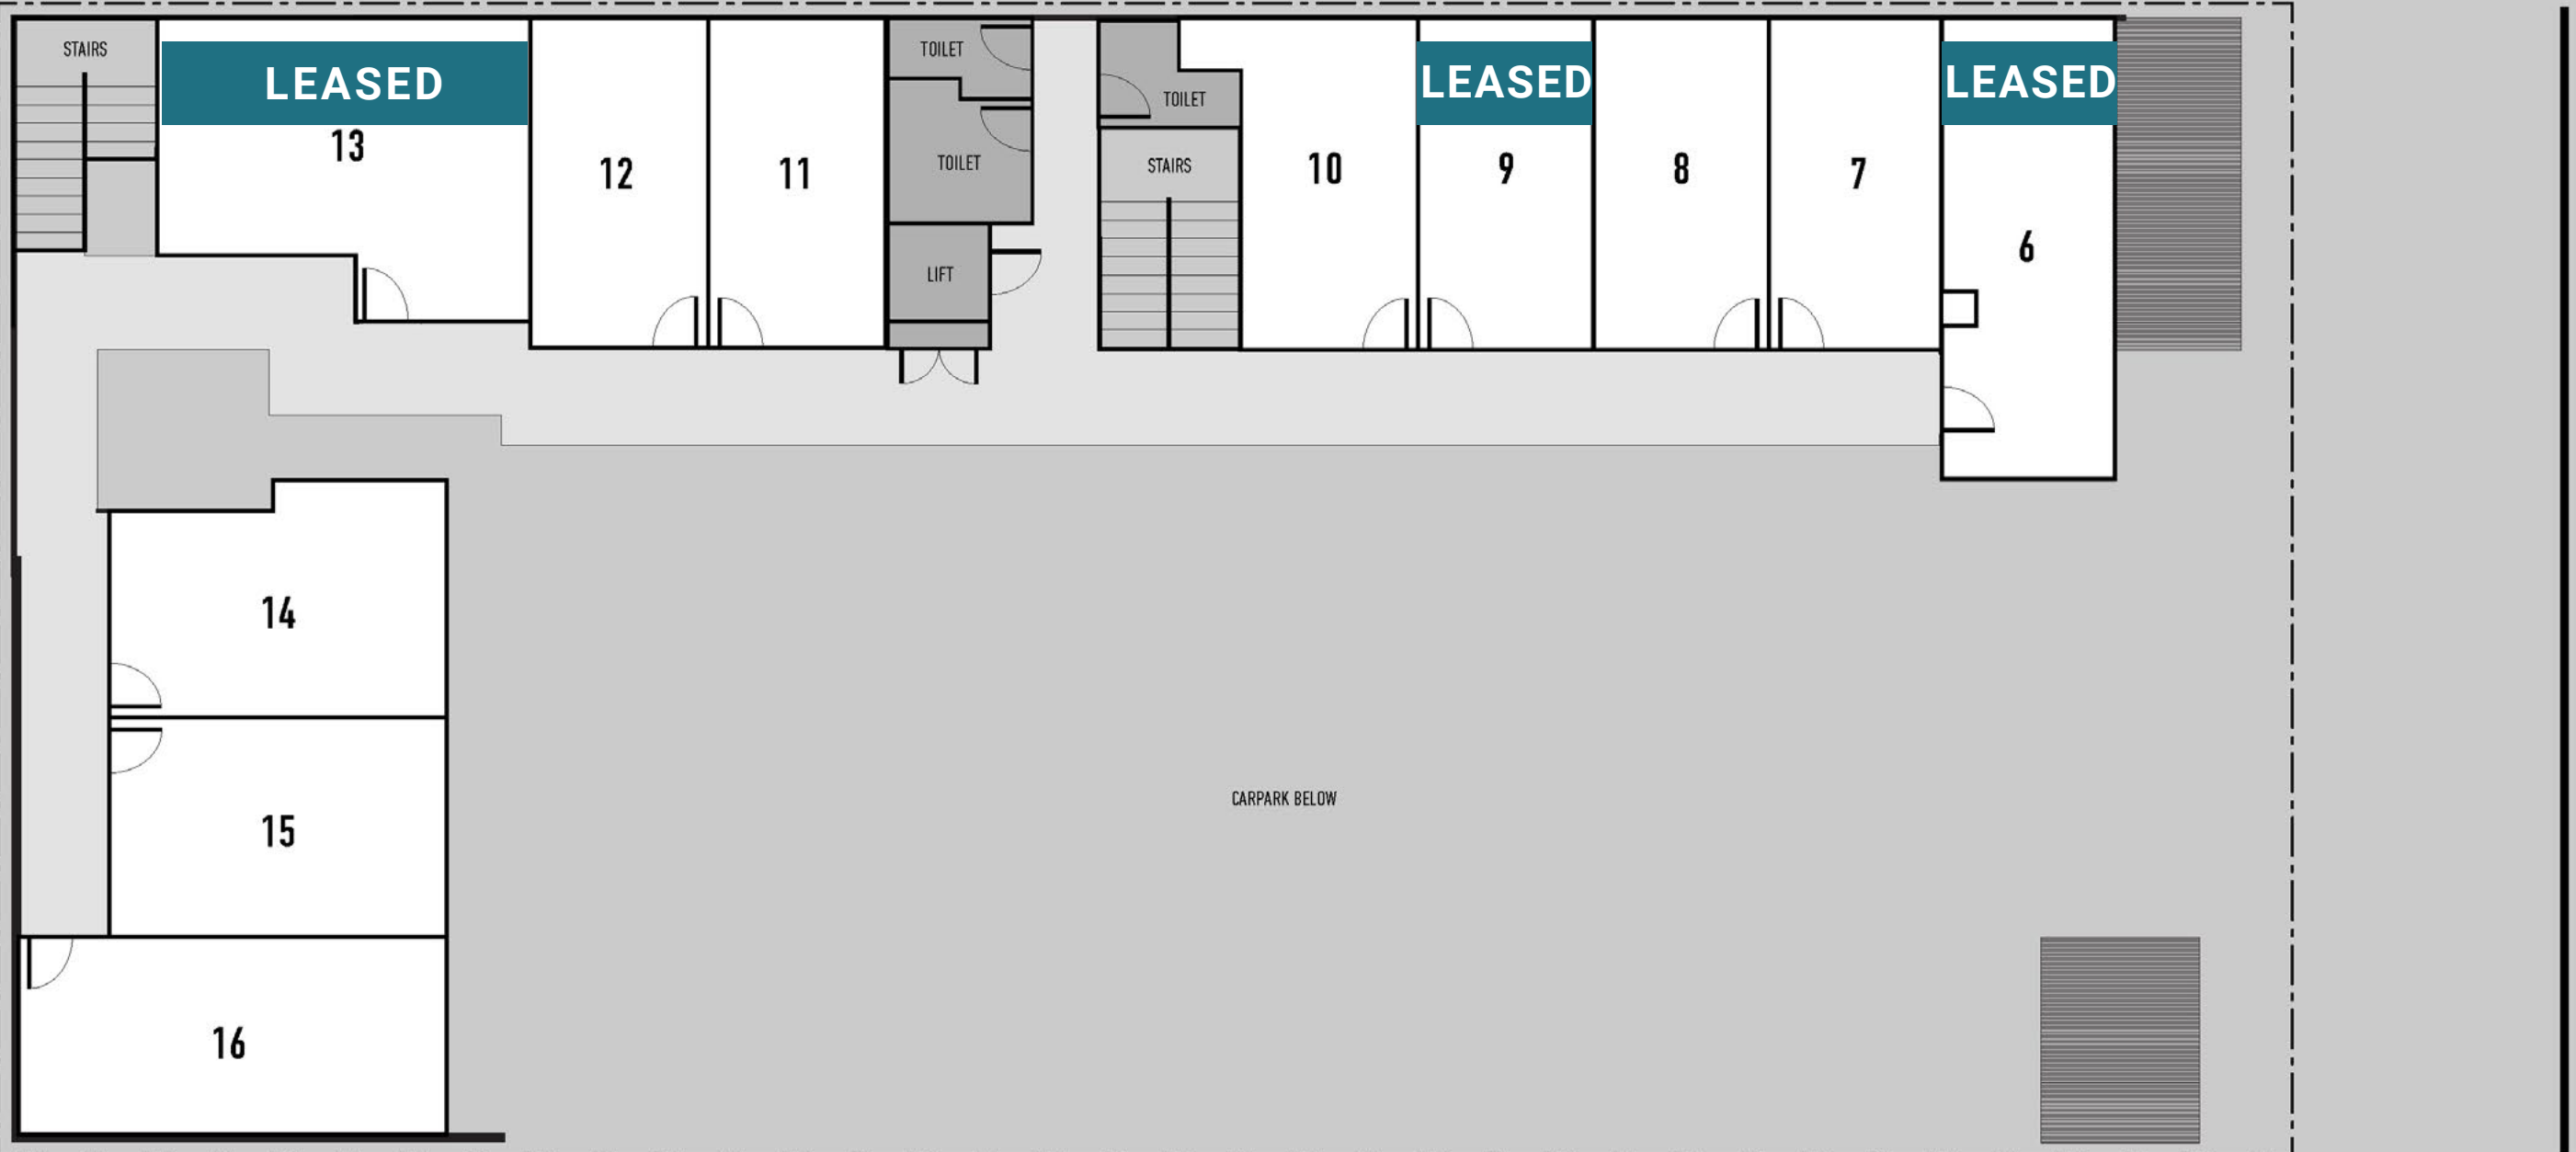 STAIRS
LEASED
13
12
11
TOILET
TOILET
LIFT
TOILET
STAIRS
10
LEASED
9
8
7
LEASED
6
14
15
16
CARPARK BELOW